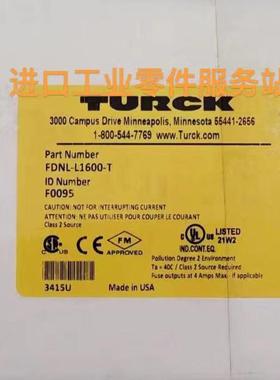 进口工业零件服务站
TURCK
3000 Campus Drive Minneapolis, Minnesota 55441-2656
1-800-544-7769 www.Turck.com
Part Number
FDNL-L1600-T
ID Number
F0095
CAUTION: NOT FOR INTERRUPTING CURRENT
ATTENTION: NE PAS UTILISER POUR COUPER LE COURANT
Class 2 Source
CE
FM
APPROVED
UL
LISTED
21W2
IND.CONT.EQ.
Pollution Degree 2 Environment
Ta = 40C / Class 2 Source Required
Fuse outputs at 4 Amps Max. if applicable
3415U
Made in USA